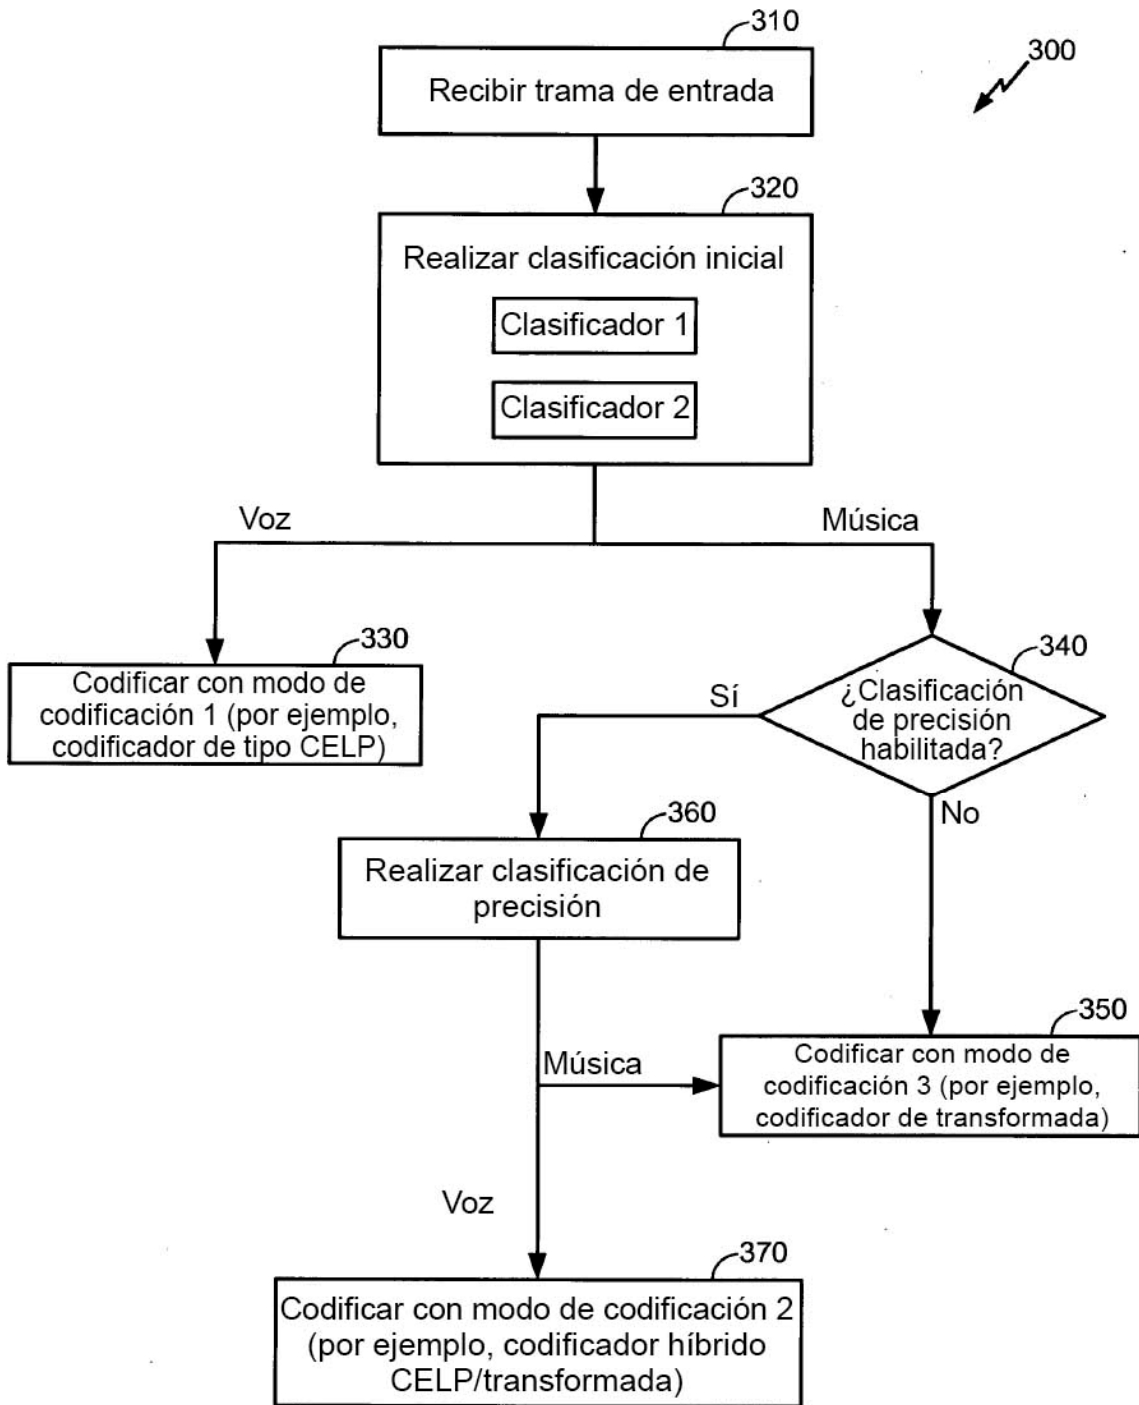 310
300
Recibir trama de entrada
320
Realizar clasificación inicial
Clasificador 1
Clasificador 2
Voz
Música
330
Codificar con modo de
codificación 1 (por ejemplo,
codificador de tipo CELP)
340
¿Clasificación
de precisión
habilitada?
Sí
No
360
Realizar clasificación de
precisión
350
Codificar con modo de
codificación 3 (por ejemplo,
codificador de transformada)
Música
Voz
370
Codificar con modo de codificación 2
(por ejemplo, codificador híbrido
CELP/transformada)